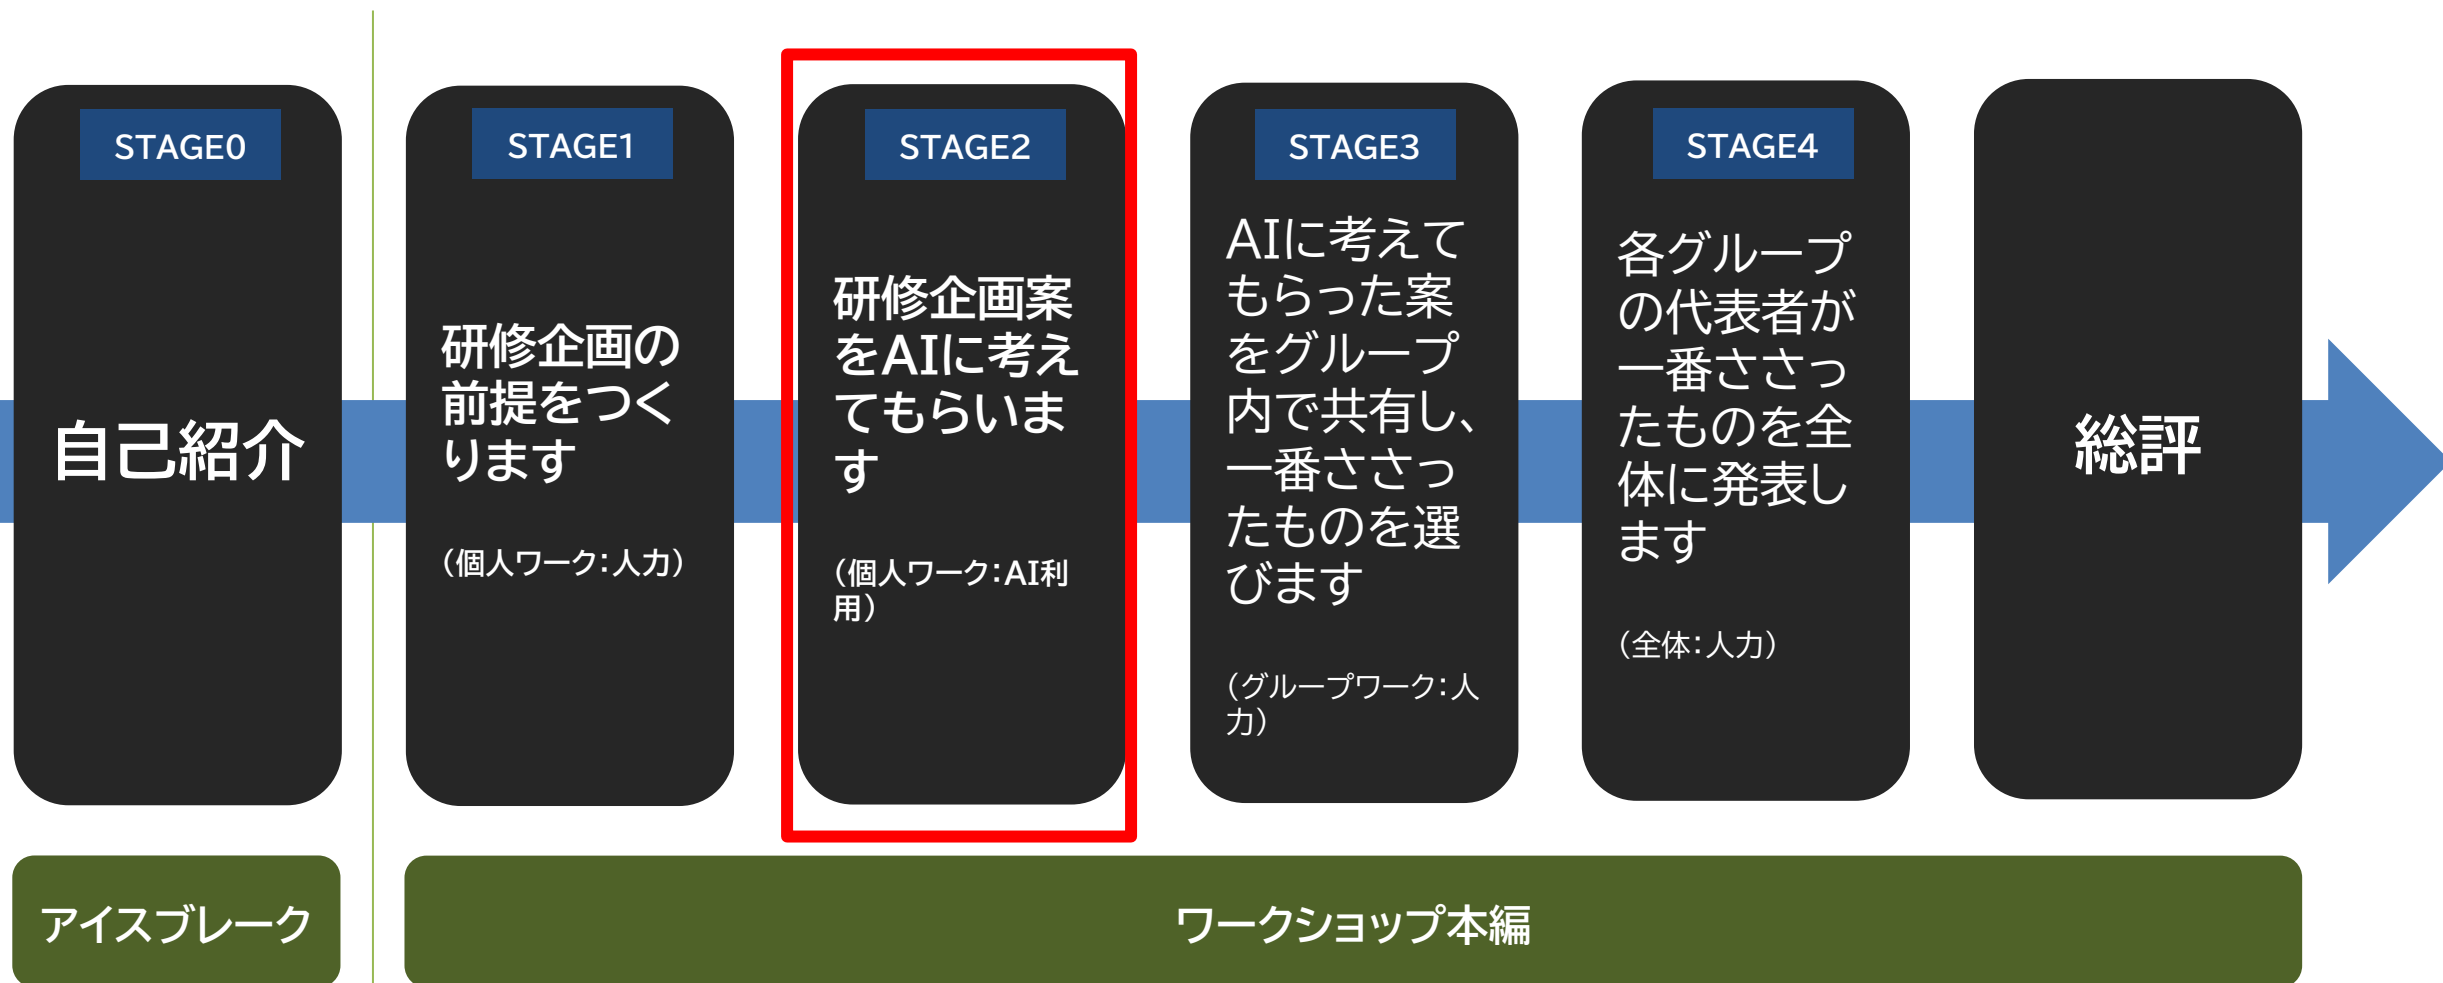 STAGE0
自己紹介
STAGE1
研修企画の
前提をつく
ります
（個人ワーク：人力）
STAGE2
研修企画案
をAIに考え
てもらいま
す
（個人ワーク：AI利
用）
STAGE3
AIに考えて
もらった案
をグループ
内で共有し、
一番ささっ
たものを選
びます
（グループワーク：人
力）
STAGE4
各グループ
の代表者が
一番ささっ
たものを全
体に発表し
ます
（全体：人力）
総評
アイスブレーク
ワークショップ本編